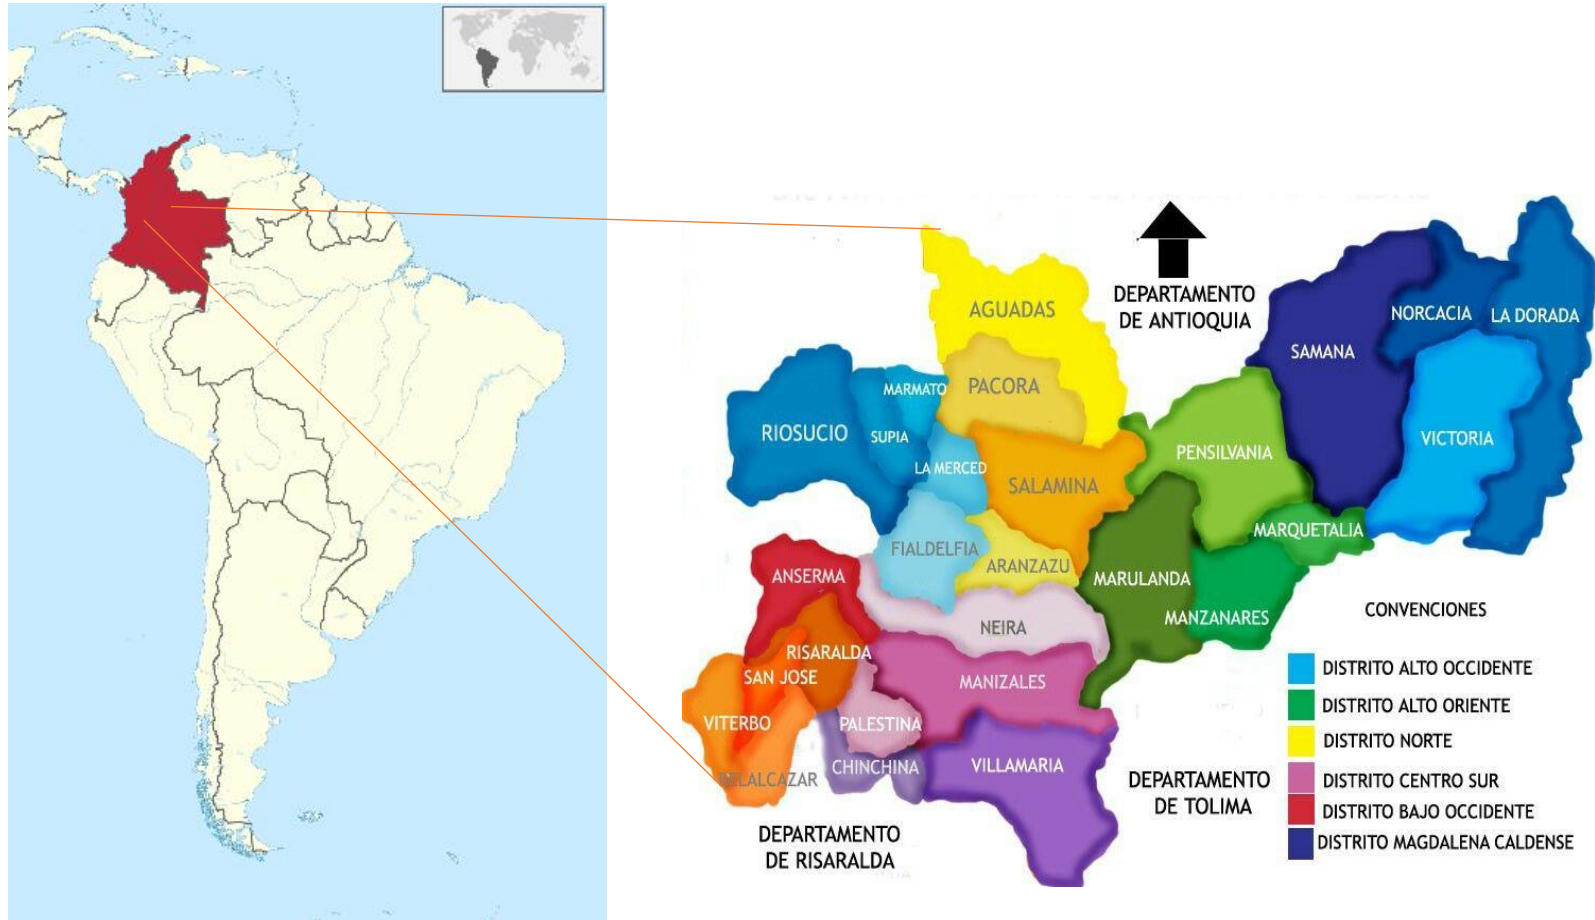 DEPARTAMENTO
DE ANTIOQUIA
AGUADAS
NORCACIA
LA DORADA
SAMANA
MARMATO
PACORA
RIOSUCIO
SUPIA
VICTORIA
PENSILVANIA
LA MERCED
SALAMINA
MARQUETALIA
FIALDELFIA
ARANZAZU
ANSERMA
MARULANDA
MANZANARES
NEIRA
RISARALDA
SAN JOSE
MANIZALES
VITERBO
PALESTINA
CHINCHINA
VILLAMARIA
BELALCAZAR
DEPARTAMENTO
DE TOLIMA
DEPARTAMENTO
DE RISARALDA
CONVENCIONES
DISTRITO ALTO OCCIDENTE
DISTRITO ALTO ORIENTE
DISTRITO NORTE
DISTRITO CENTRO SUR
DISTRITO BAJO OCCIDENTE
DISTRITO MAGDALENA CALDENSE